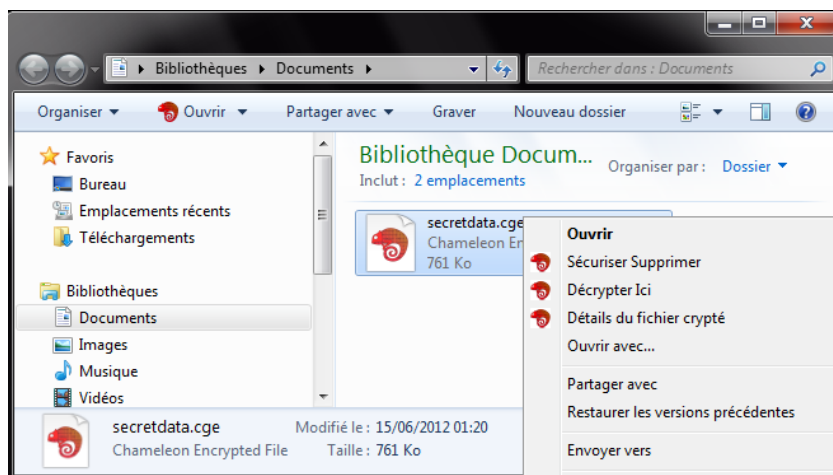 Bibliothèques Documents Rechercher dans : Documents
Organiser Ouvrir Partager avec Graver Nouveau dossier
Favoris
Bureau
Emplacements récents
Téléchargements
Bibliothèques
Documents
Images
Musique
Vidéos
Bibliothèque Docum...
Inclut : 2 emplacements
Organiser par : Dossier
secretdata.cge
Chameleon En
761 Ko
Ouvrir
Sécuriser Supprimer
Décrypter Ici
Détails du fichier crypté
Ouvrir avec...
Partager avec
Restaurer les versions précédentes
Envoyer vers
secretdata.cge Modifié le : 15/06/2012 01:20
Chameleon Encrypted File Taille : 761 Ko